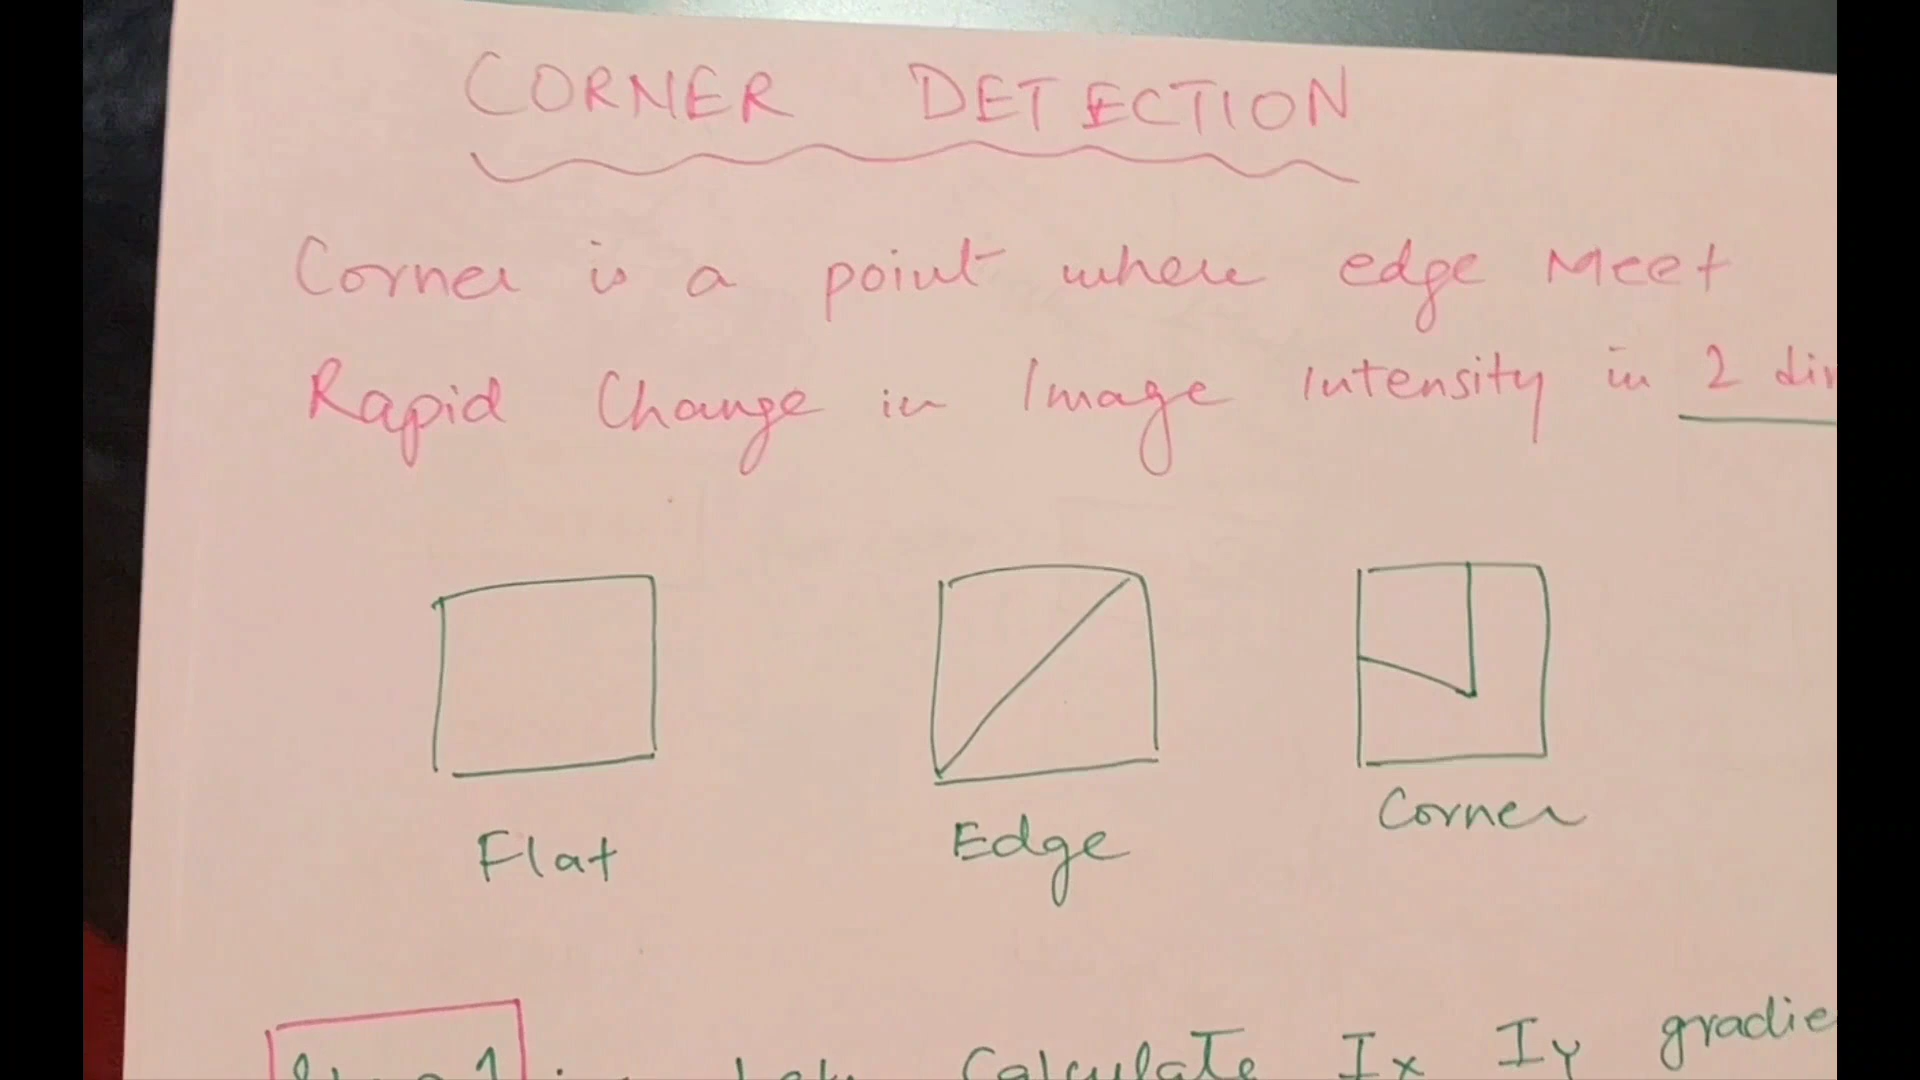 CORNER DETECTION
Corner is a point where edge Meet
Rapid Change in Image Intensity in 2 dir
Flat
Edge
Corner
Calculate Ix Iy gradie